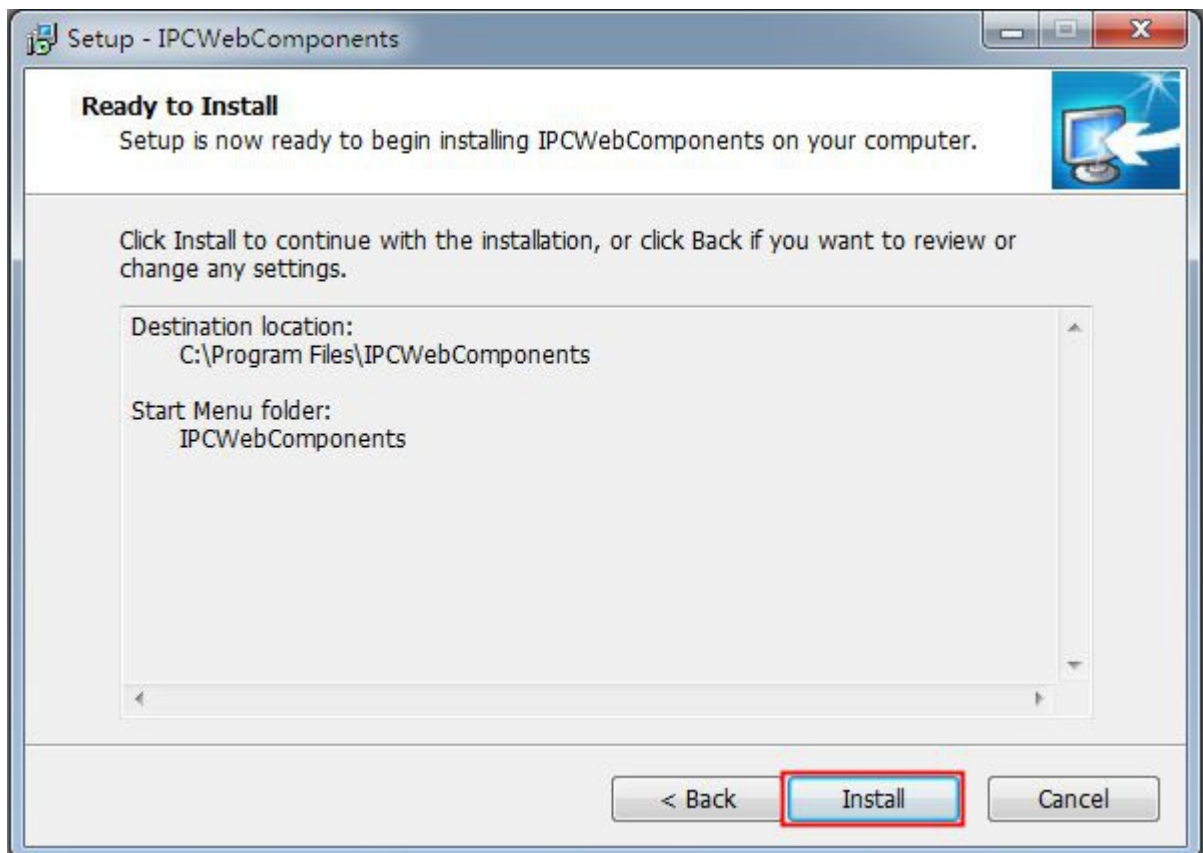 Setup - IPCWebComponents
Ready to Install
Setup is now ready to begin installing IPCWebComponents on your computer.
Click Install to continue with the installation, or click Back if you want to review or
change any settings.
Destination location:
C:\Program Files\IPCWebComponents
Start Menu folder:
IPCWebComponents
< Back Install Cancel